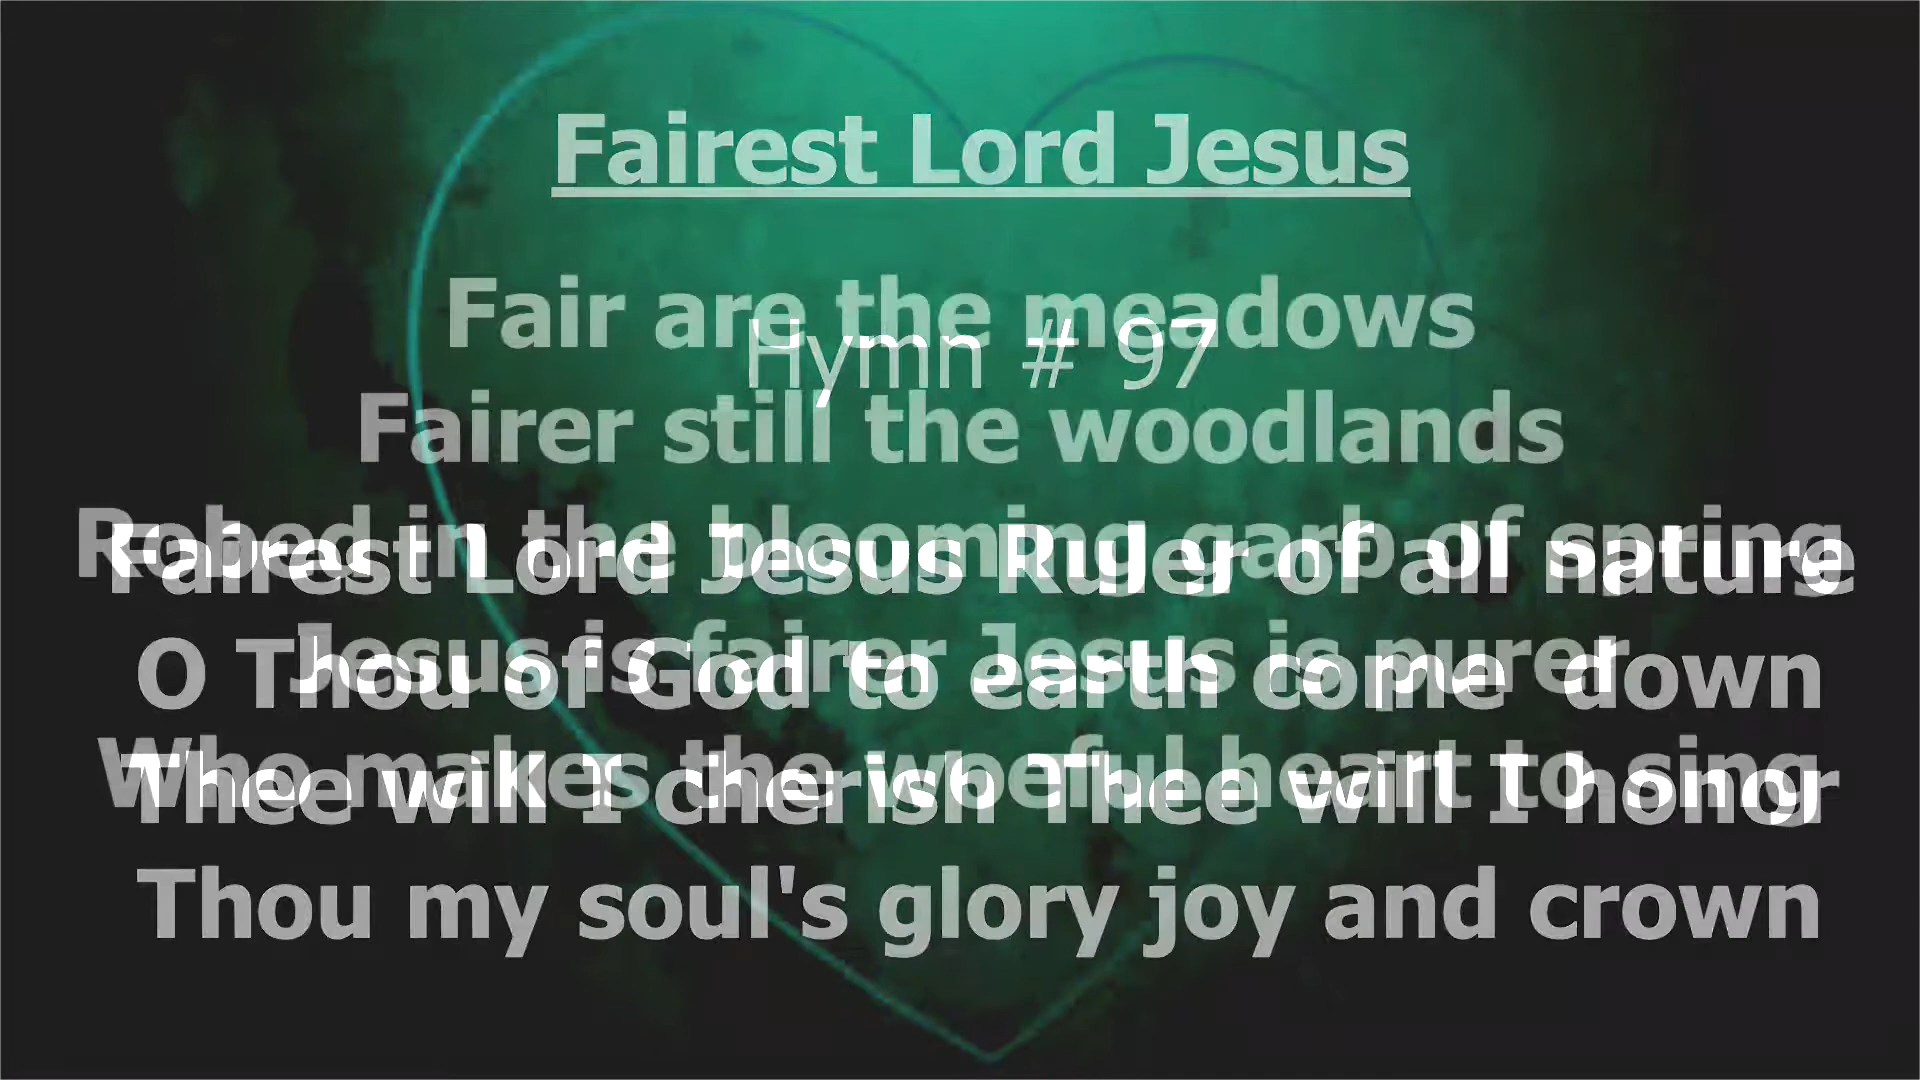 Fairest Lord Jesus
Fair are the meadows
Hymn # 97
Fairer still the woodlands
Robed in the blooming garb of spring
Fairest Lord Jesus Ruler of all nature
Jesus is fairer Jesus is purer
O Thou of God to earth come down
Who makes the woeful heart to sing
Thee will I cherish Thee will I honor
Thou my soul's glory joy and crown